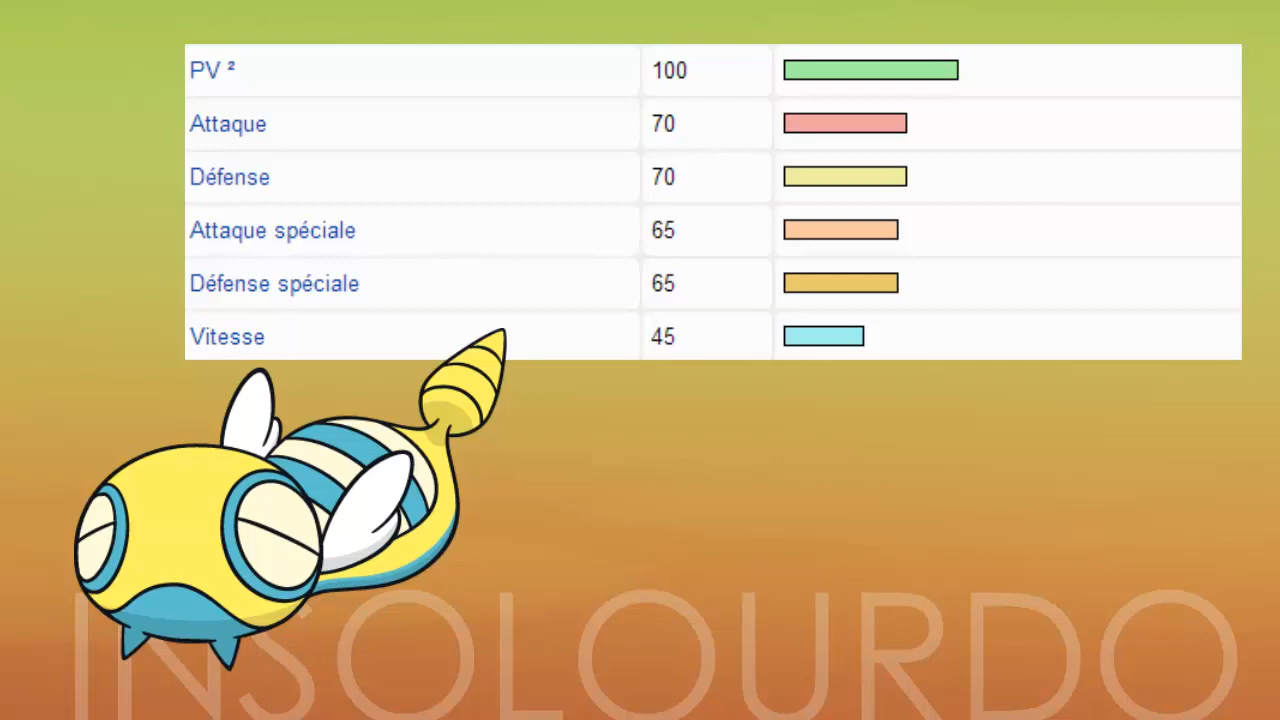 PV ² 100
Attaque 70
Défense 70
Attaque spéciale 65
Défense spéciale 65
Vitesse 45
INSOLOURDO